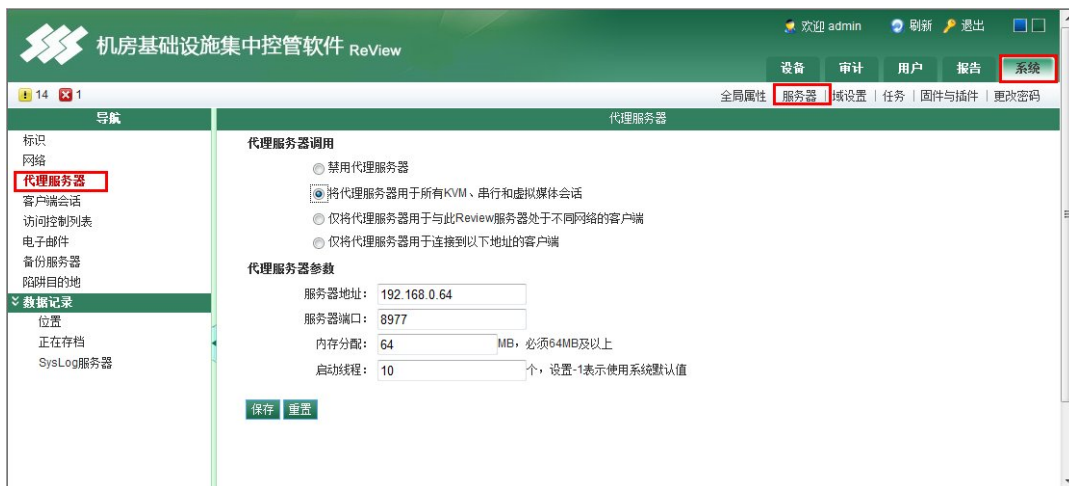 机房基础设施集中控管软件 ReView
欢迎 admin 刷新 退出
设备 审计 用户 报告 系统
14 1
全局属性 服务器 | 域设置 | 任务 | 固件与插件 | 更改密码
导航
代理服务器
标识
网络
代理服务器
客户端会话
访问控制列表
电子邮件
备份服务器
陷阱目的地
数据记录
位置
正在存档
SysLog服务器
代理服务器调用
禁用代理服务器
将代理服务器用于所有KVM、串行和虚拟媒体会话
仅将代理服务器用于与此Review服务器处于不同网络的客户端
仅将代理服务器用于连接到以下地址的客户端
代理服务器参数
服务器地址: 192.168.0.64
服务器端口: 8977
内存分配: 64 MB，必须64MB及以上
启动线程: 10 个，设置-1表示使用系统默认值
保存 重置